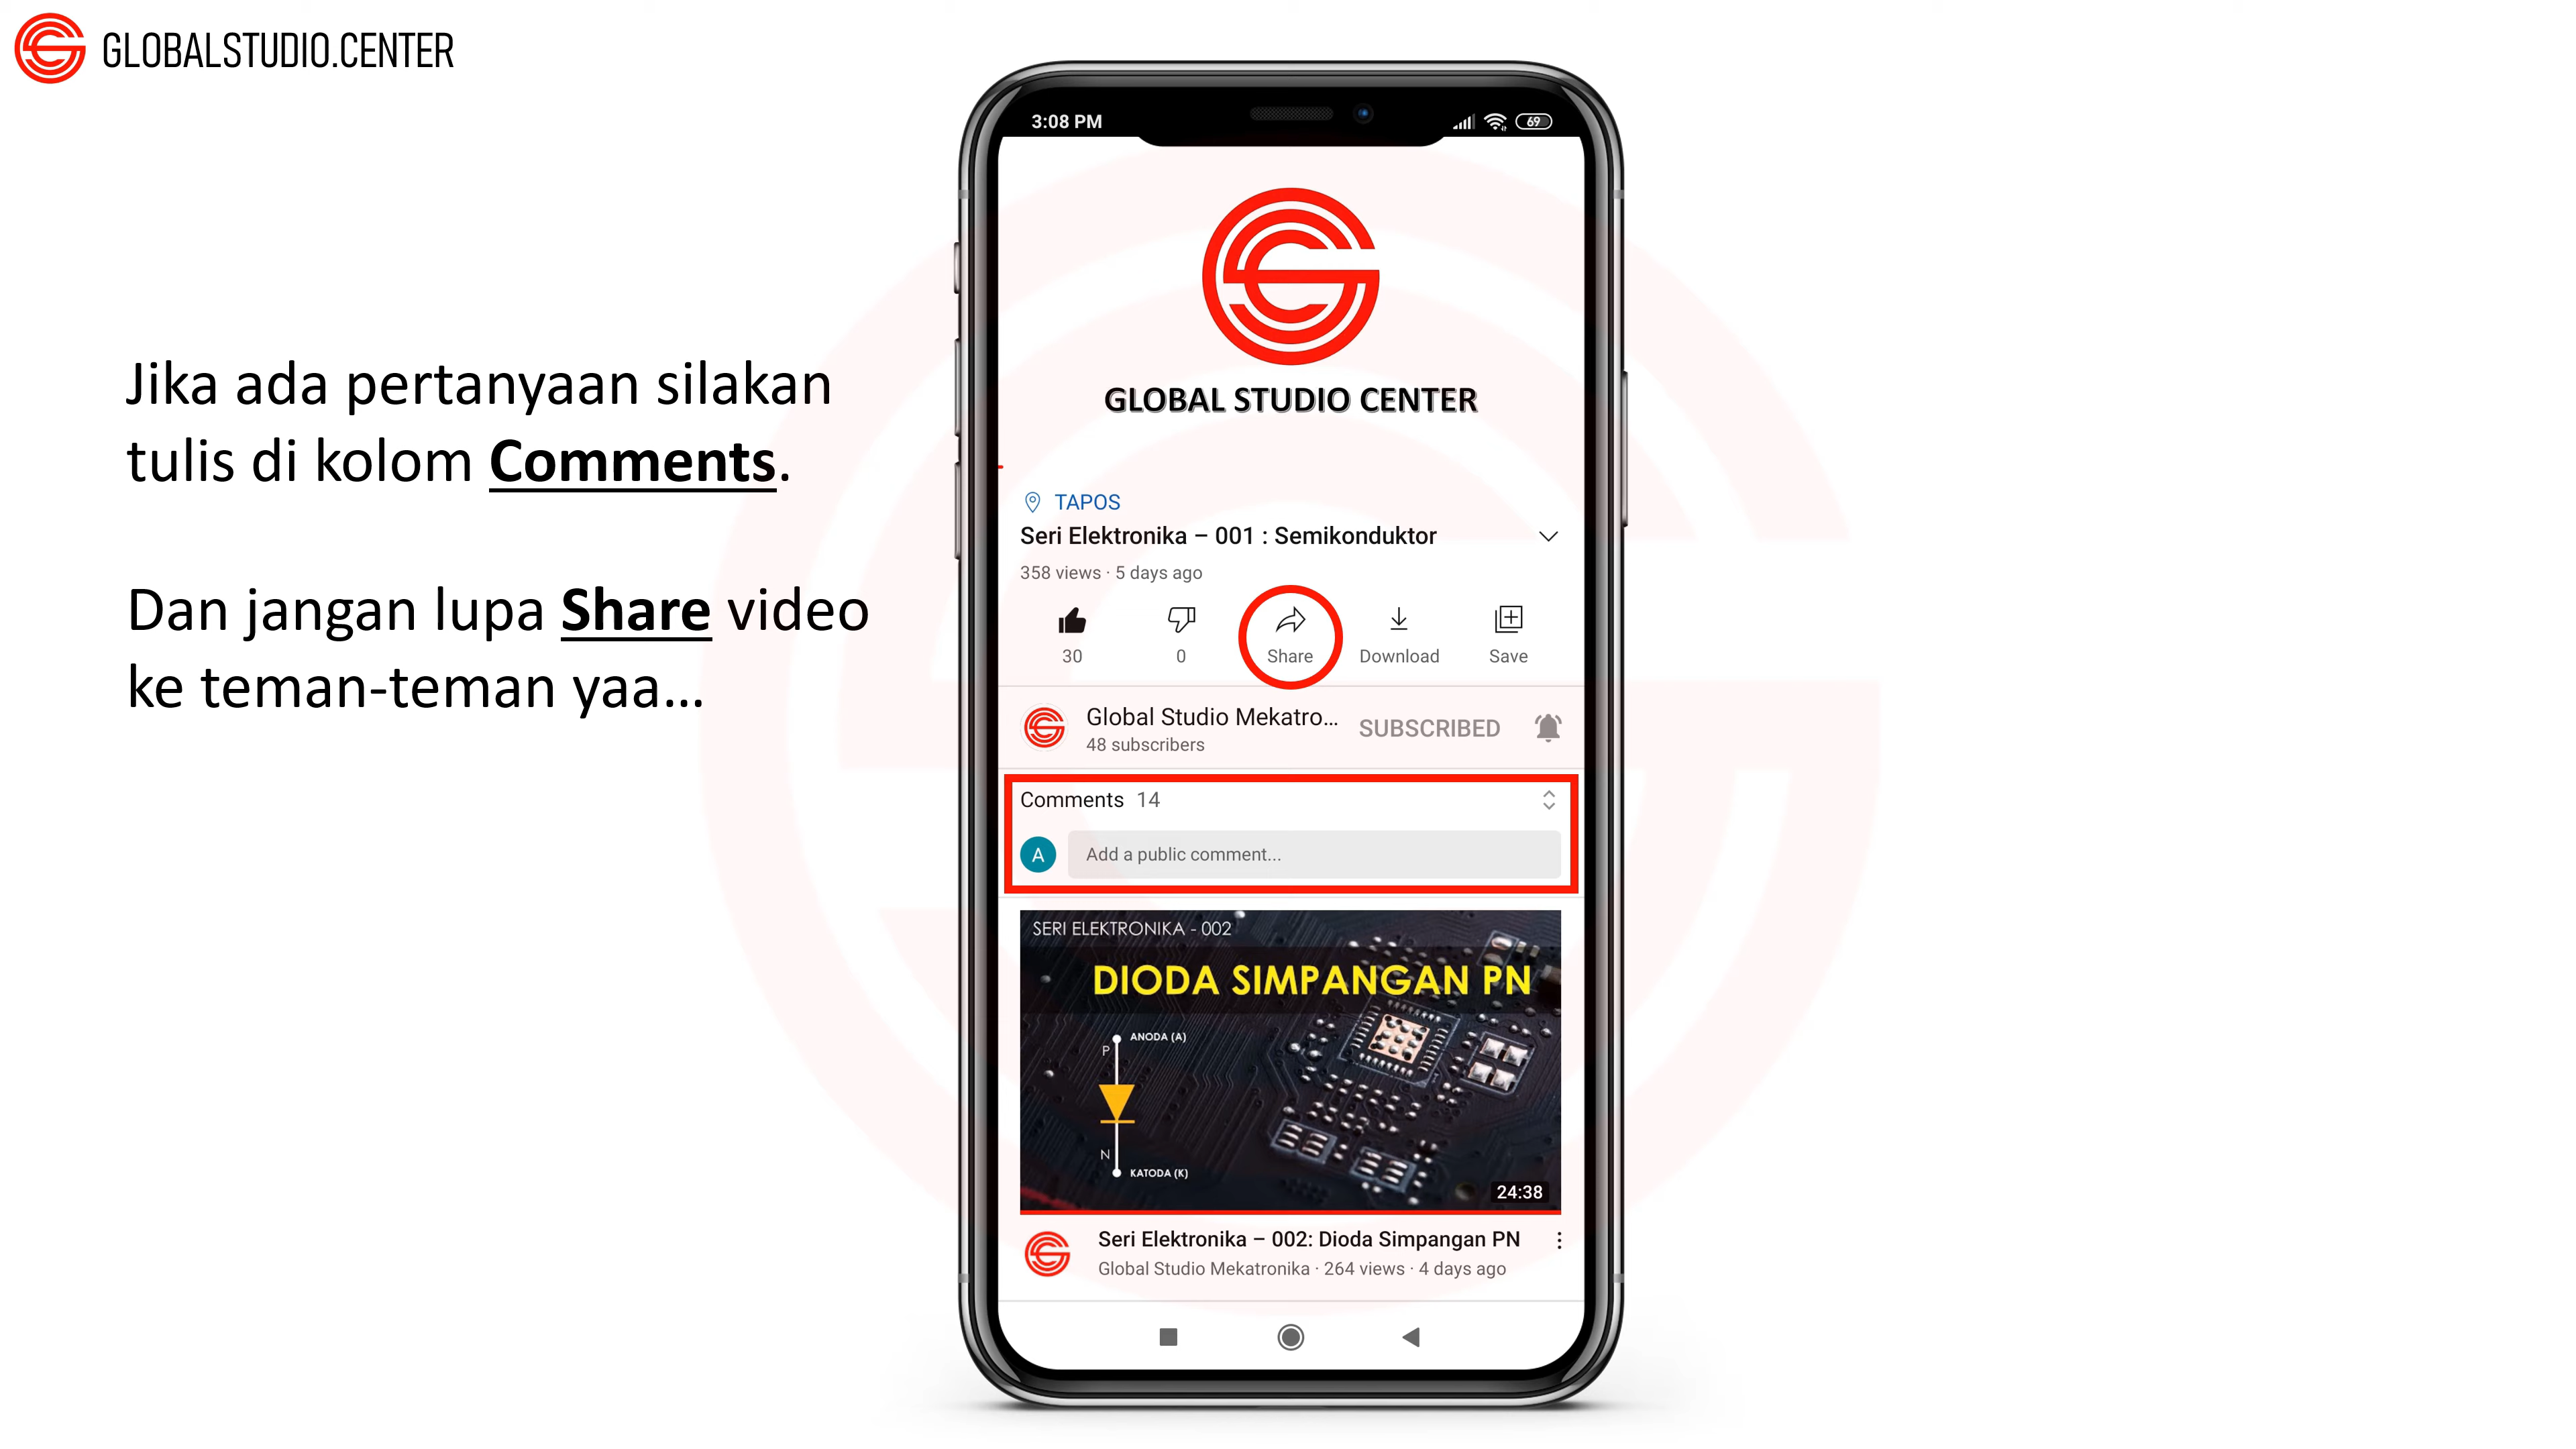 GLOBALSTUDIO.CENTER
Jika ada pertanyaan silakan
tulis di kolom Comments.
Dan jangan lupa Share video
ke teman-teman yaa...
3:08 PM
69
GLOBAL STUDIO CENTER
TAPOS
Seri Elektronika – 001 : Semikonduktor
358 views · 5 days ago
30
0
Share
Download
Save
Global Studio Mekatro...
SUBSCRIBED
48 subscribers
Comments 14
A
Add a public comment...
SERI ELEKTRONIKA - 002
DIODA SIMPANGAN PN
ANODA (A)
P
N
KATODA (K)
24:38
Seri Elektronika – 002: Dioda Simpangan PN
Global Studio Mekatronika · 264 views · 4 days ago